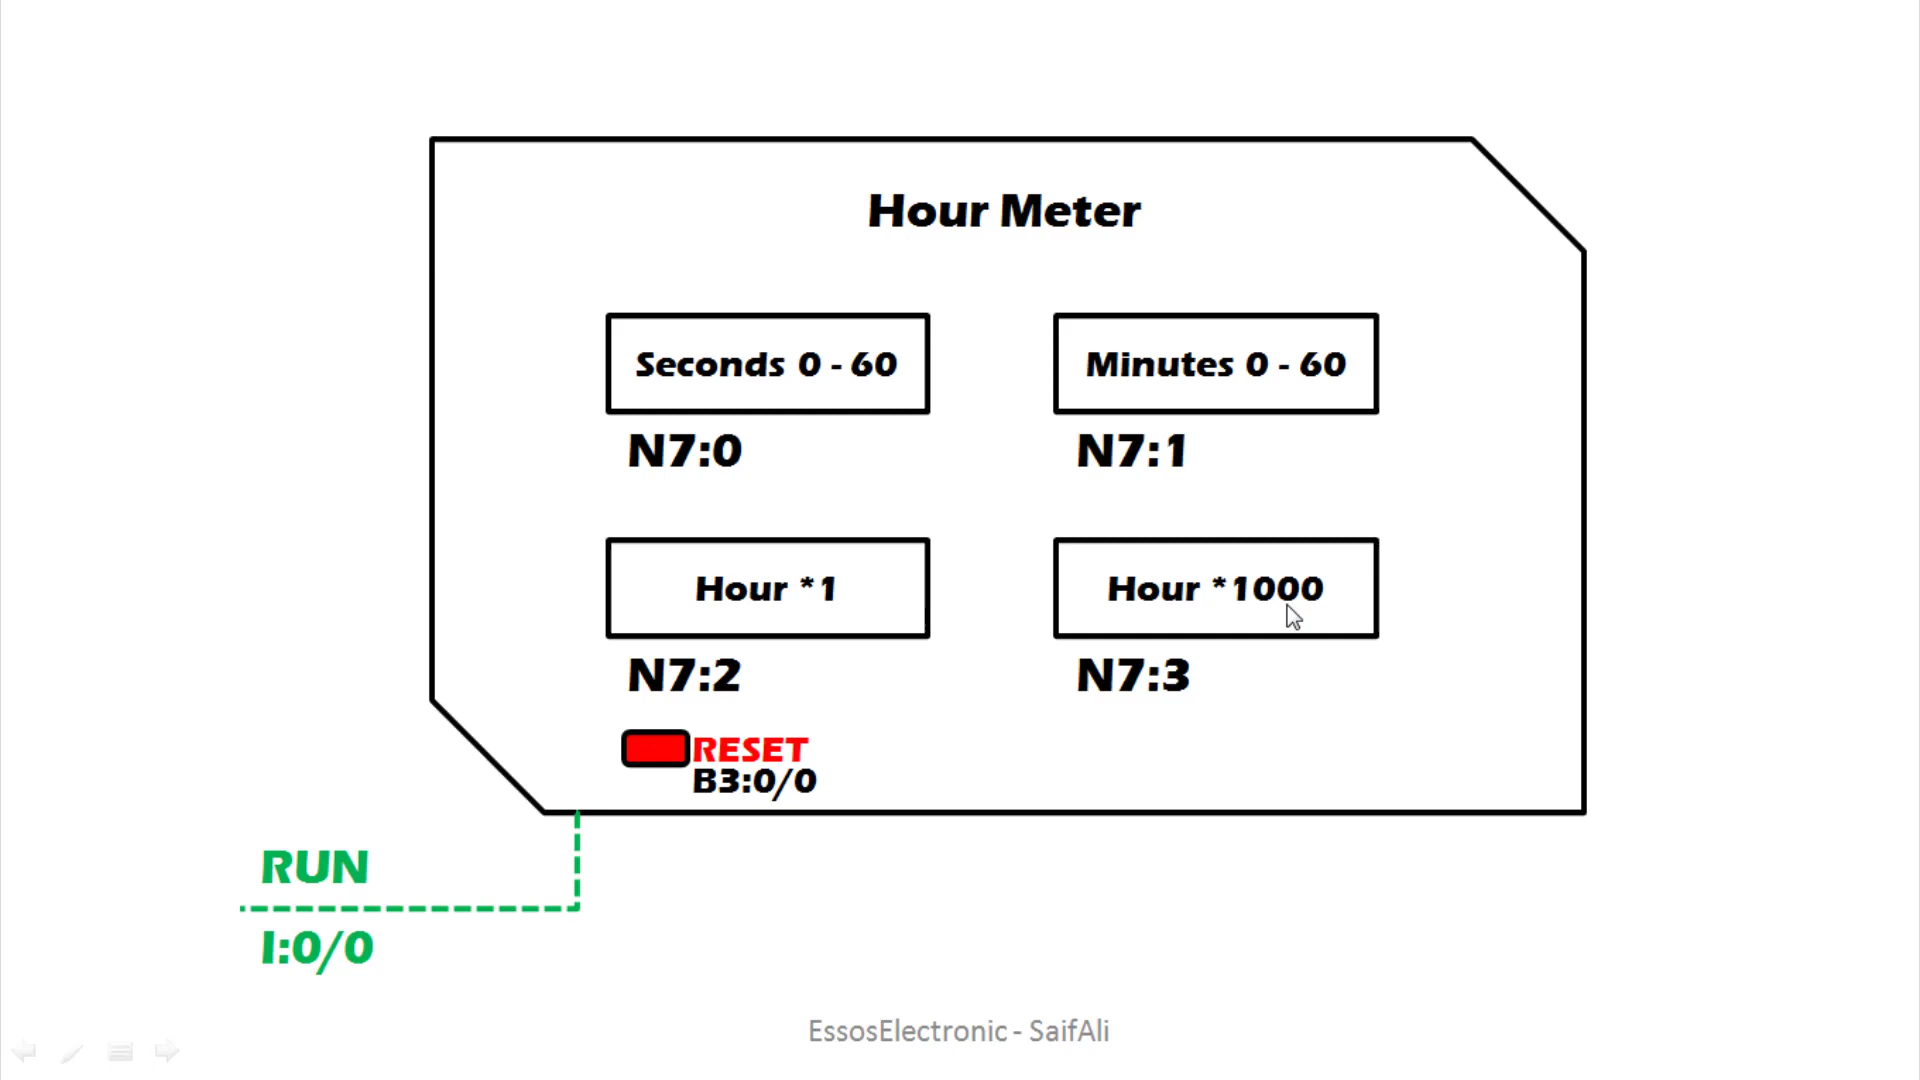 Hour Meter
Seconds 0 - 60
Minutes 0 - 60
N7:0
N7:1
Hour *1
Hour *1000
N7:2
N7:3
RESET
B3:0/0
RUN
I:0/0
EssosElectronic - SaifAli